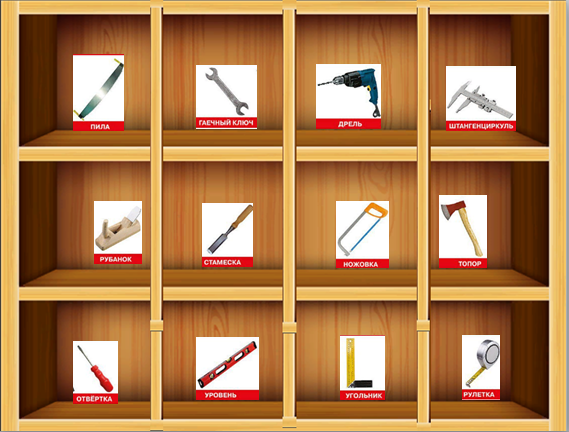 ПИЛА
ГАЕЧНЫЙ КЛЮЧ
ДРЕЛЬ
ШТАНГЕНЦИРКУЛЬ
РУБАНОК
СТАМЕСКА
НОЖОВКА
ТОПОР
ОТВЁРТКА
УРОВЕНЬ
УГОЛЬНИК
РУЛЕТКА